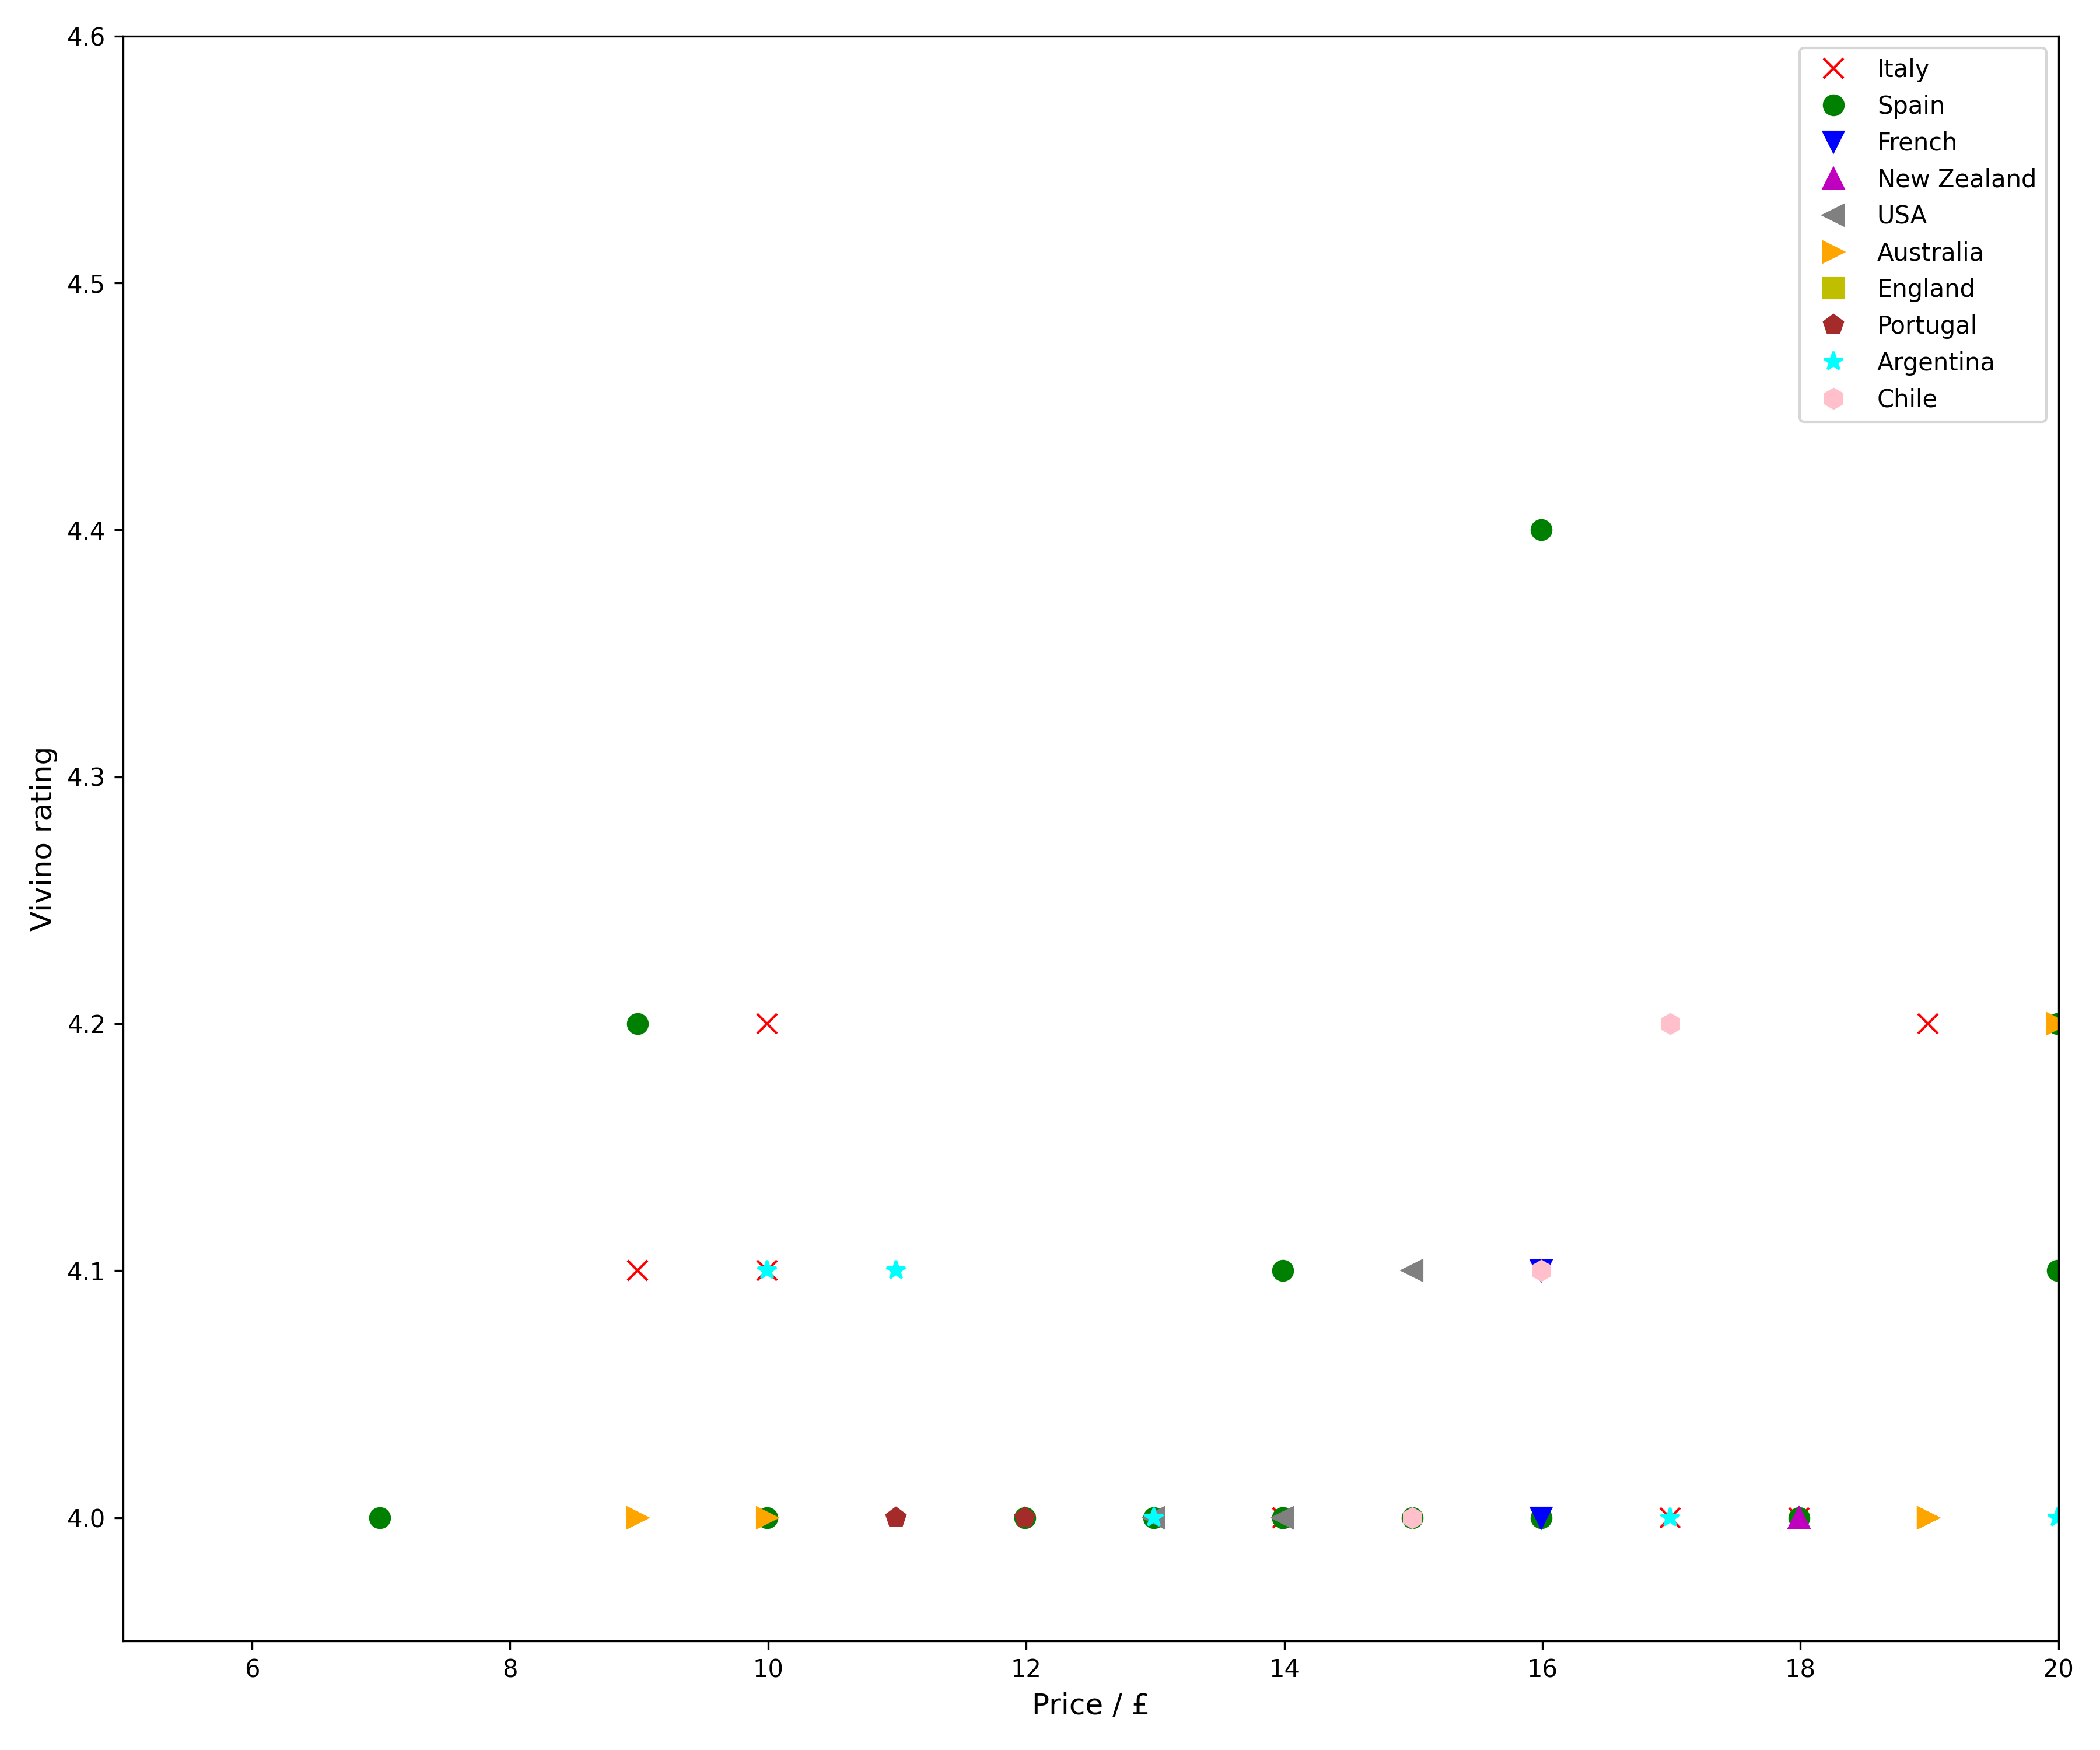 4.6
4.5
4.4
4.3
4.2
4.1
4.0
Vivino rating
6 8 10 12 14 16 18 20
Price / £
Italy
Spain
French
New Zealand
USA
Australia
England
Portugal
Argentina
Chile